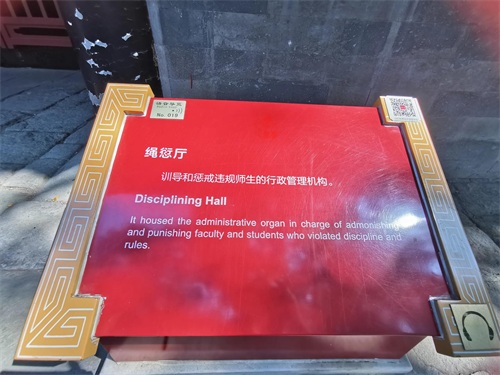 No. 019
绳愆厅
训导和惩戒违规师生的行政管理机构。
Disciplining Hall
It housed the administrative organ in charge of admonishing
and punishing faculty and students who violated discipline and
rules.